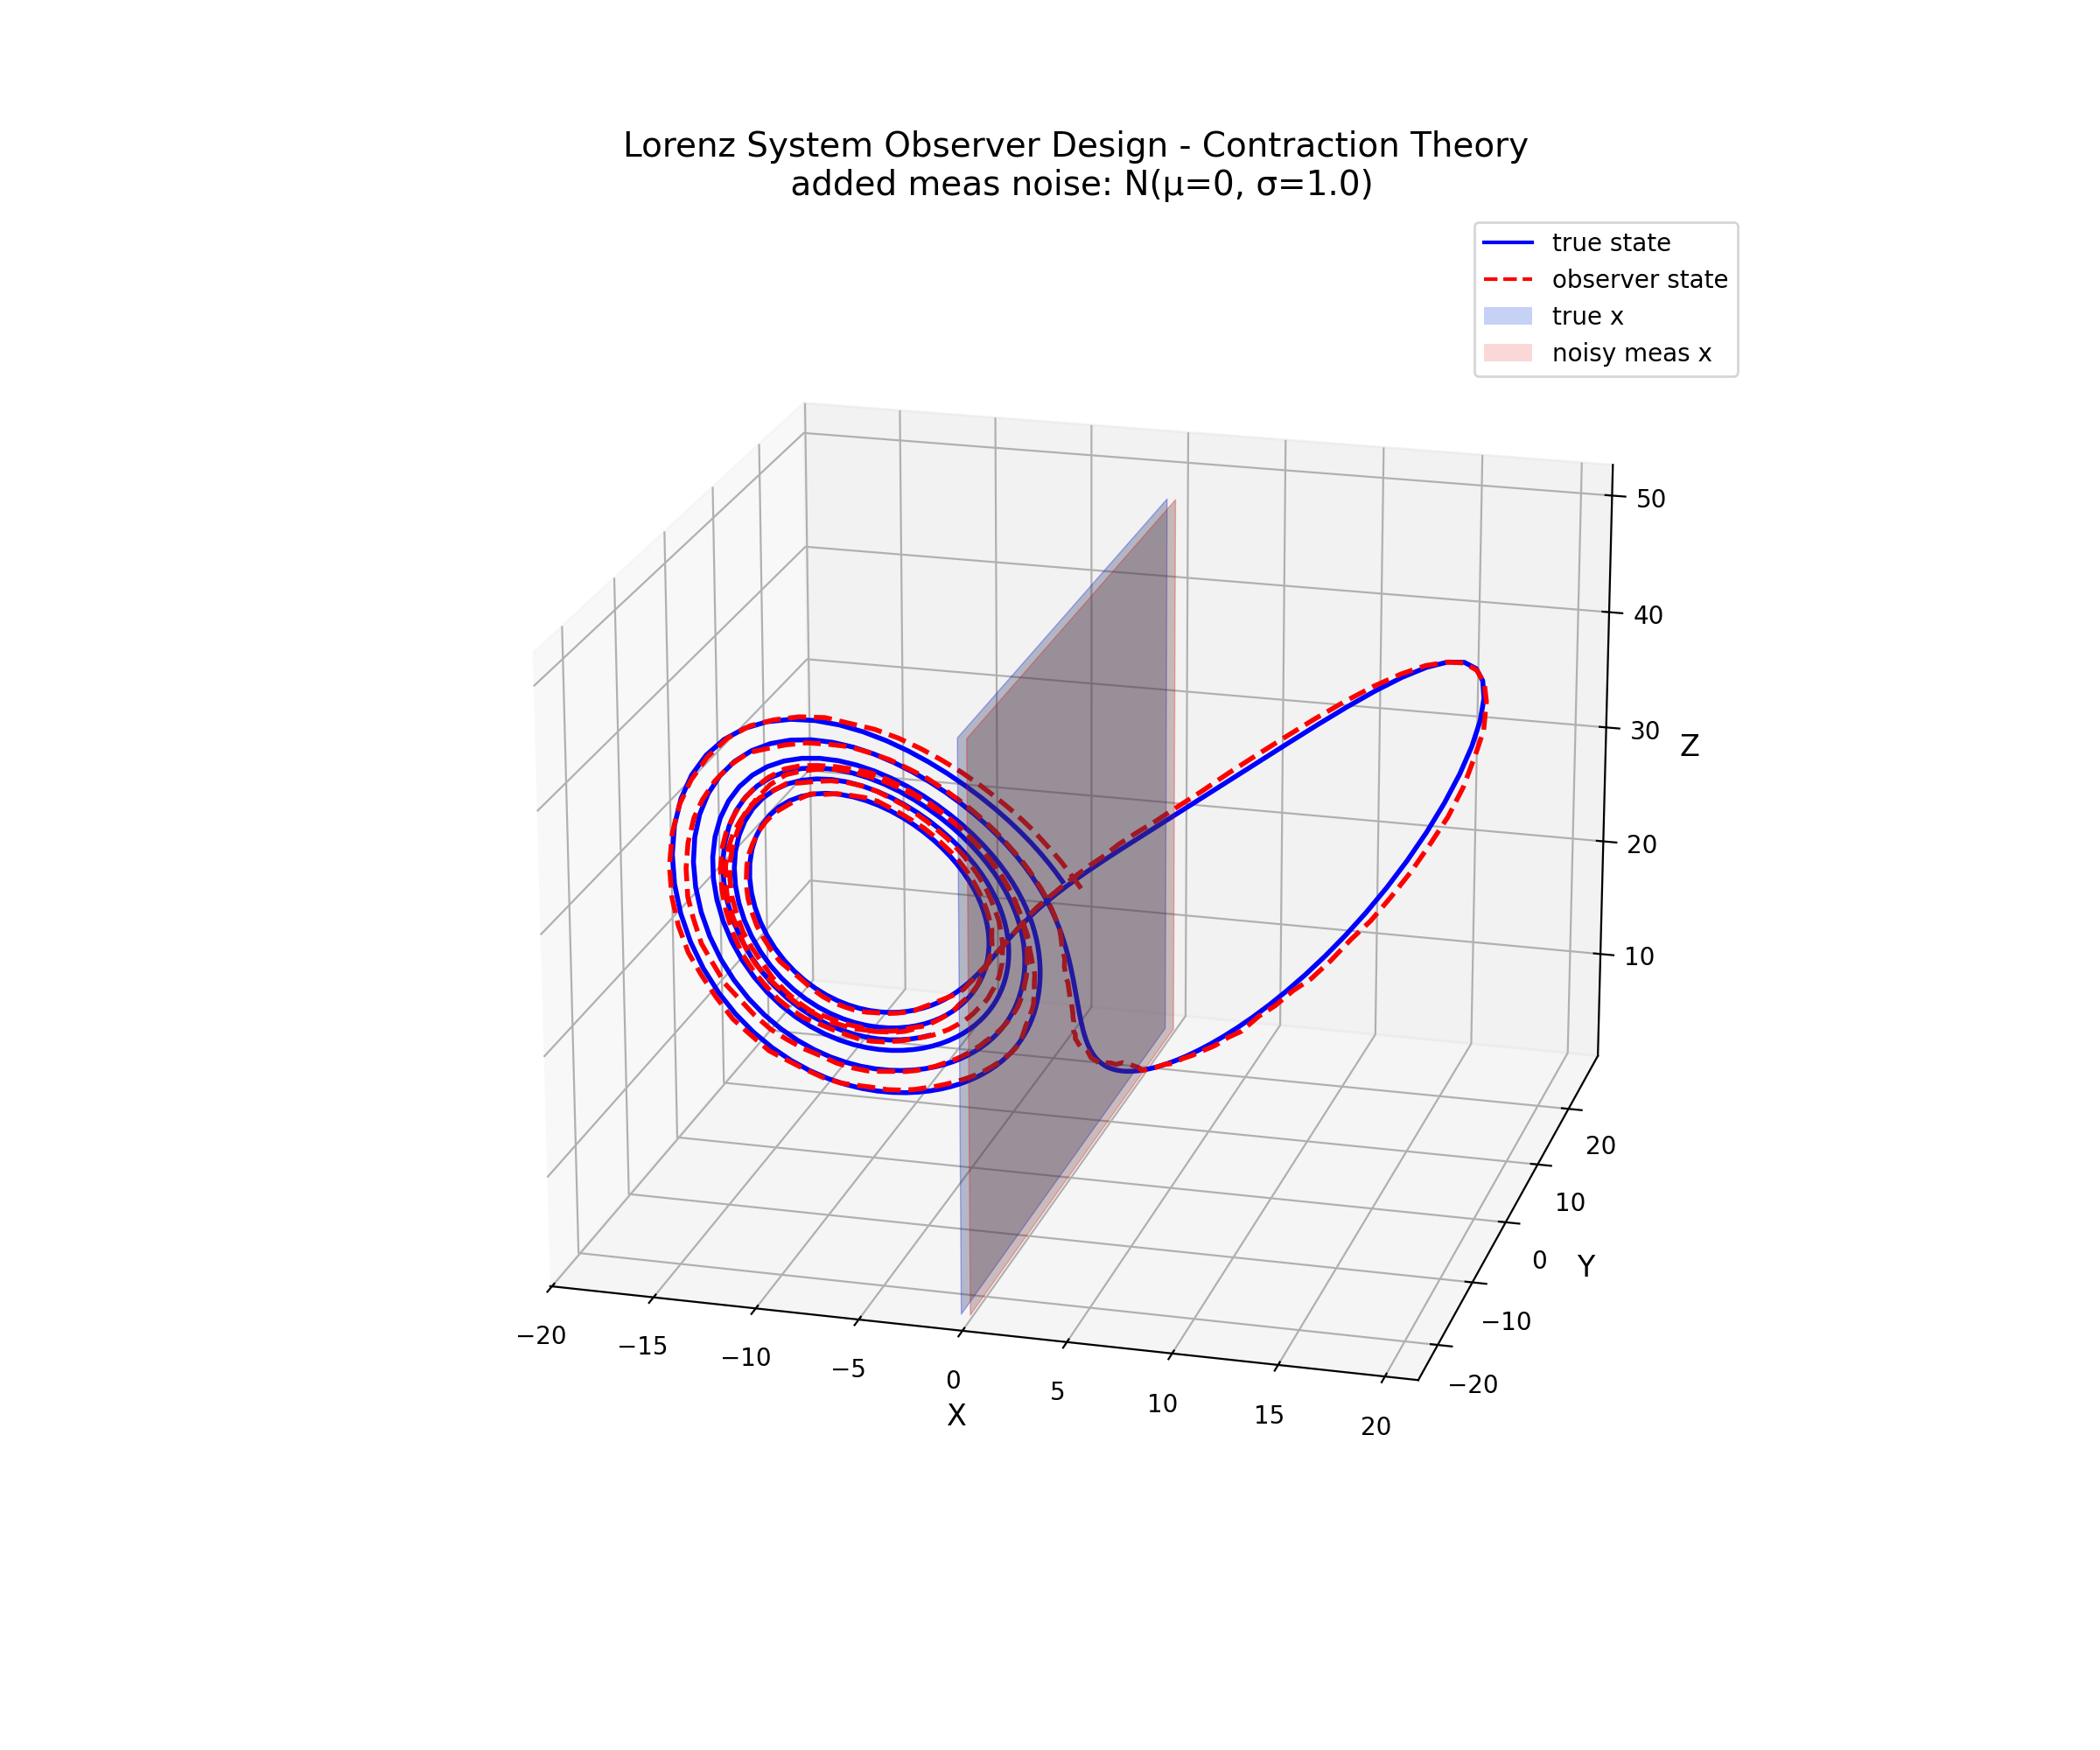 Lorenz System Observer Design - Contraction Theory
added meas noise: N(μ=0, σ=1.0)
true state
observer state
true x
noisy meas x
50
40
30
Z
20
10
20
10
0
Y
−10
−20
−20
−15
−10
−5
0
5
10
15
20
X